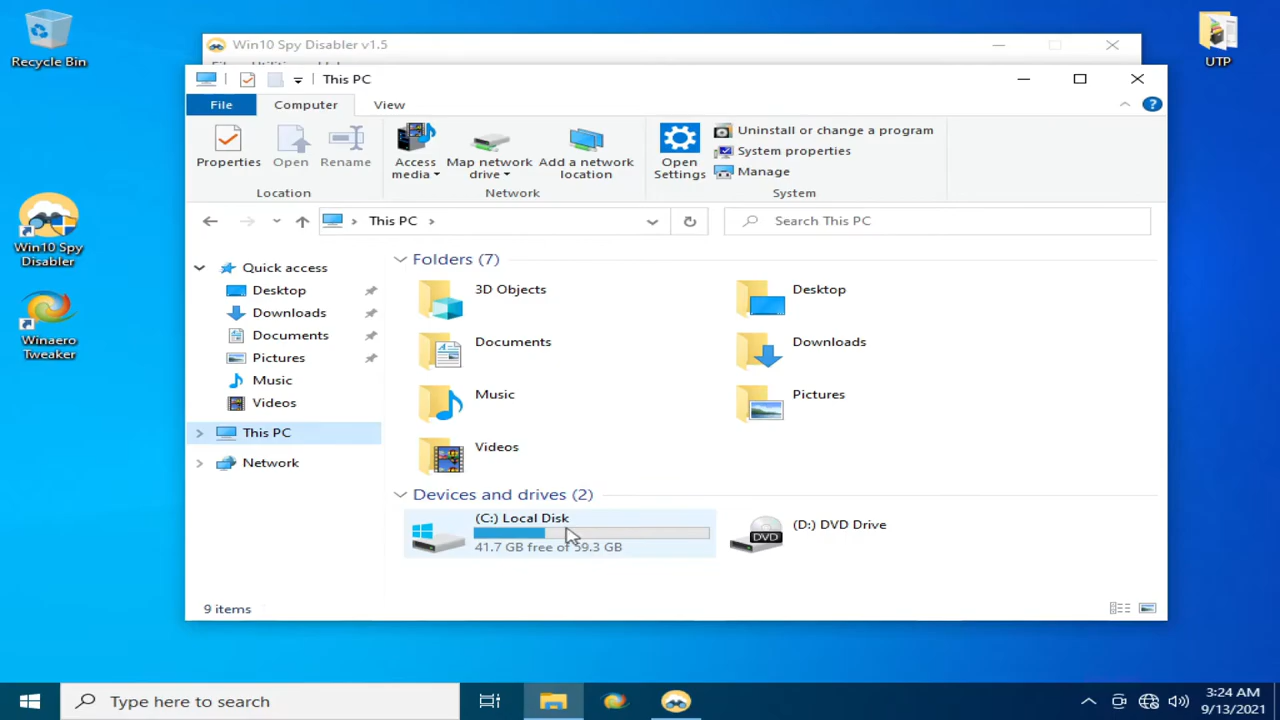 Recycle Bin
Win10 Spy
Disabler
Winaero
Tweaker
UTP
Win10 Spy Disabler v1.5
This PC
File
Computer
View
Properties
Open
Rename
Location
Access
media
Map network
drive
Add a network
location
Network
Open
Settings
Uninstall or change a program
System properties
Manage
System
This PC
Search This PC
Quick access
Desktop
Downloads
Documents
Pictures
Music
Videos
This PC
Network
Folders (7)
3D Objects
Desktop
Documents
Downloads
Music
Pictures
Videos
Devices and drives (2)
(C:) Local Disk
41.7 GB free of 59.3 GB
DVD
(D:) DVD Drive
9 items
Type here to search
3:24 AM
9/13/2021